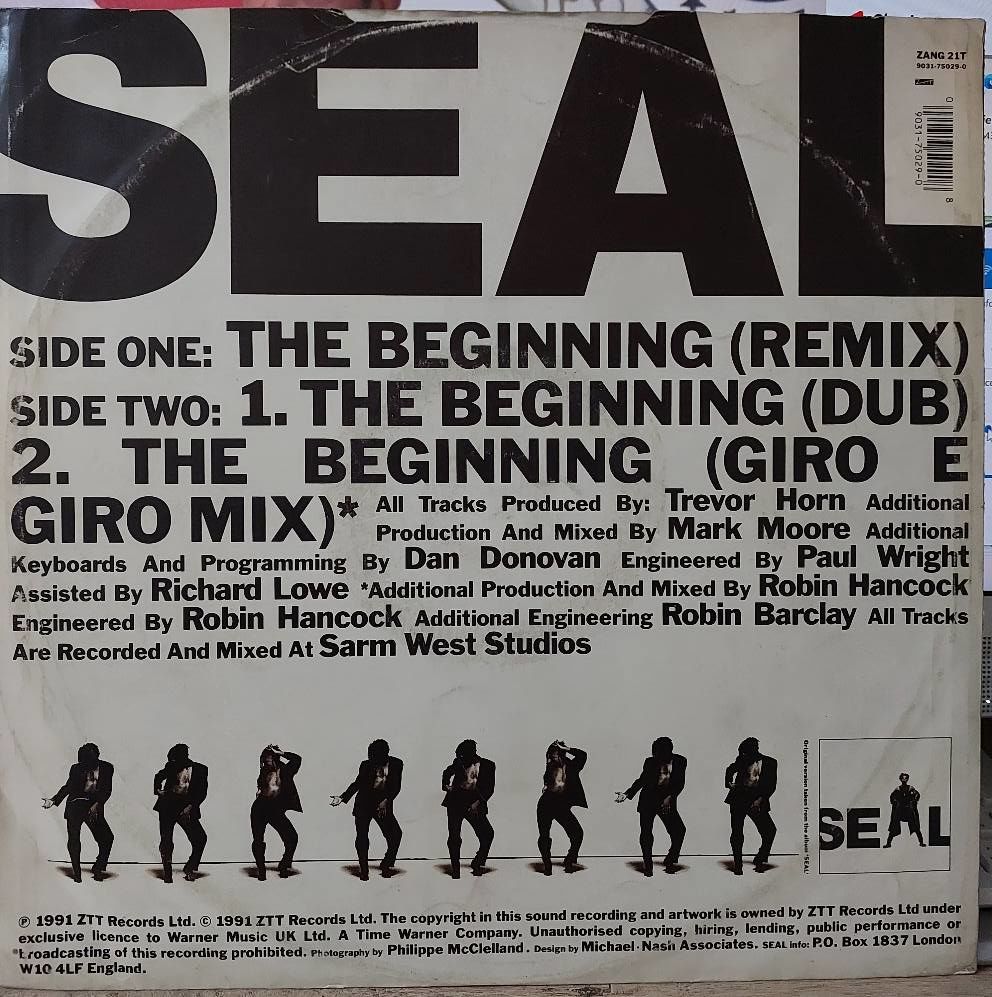 SEAL
ZANG 21T
9031-75029-0
0 9031-75029-0 8
SIDE ONE: THE BEGINNING (REMIX)
SIDE TWO: 1. THE BEGINNING (DUB)
2. THE BEGINNING (GIRO E
GIRO MIX)* All Tracks Produced By: Trevor Horn Additional
Production And Mixed By Mark Moore Additional
Keyboards And Programming By Dan Donovan Engineered By Paul Wright
Assisted By Richard Lowe *Additional Production And Mixed By Robin Hancock
Engineered By Robin Hancock Additional Engineering Robin Barclay All Tracks
Are Recorded And Mixed At Sarm West Studios
Original version taken from the album 'SEAL'
SEAL
℗ 1991 ZTT Records Ltd. © 1991 ZTT Records Ltd. The copyright in this sound recording and artwork is owned by ZTT Records Ltd under
exclusive licence to Warner Music UK Ltd. A Time Warner Company. Unauthorised copying, hiring, lending, public performance or
broadcasting of this recording prohibited. Photography by Philippe McClelland. Design by Michael·Nash Associates. SEAL Info: P.O. Box 1837 London
W10 4LF England.